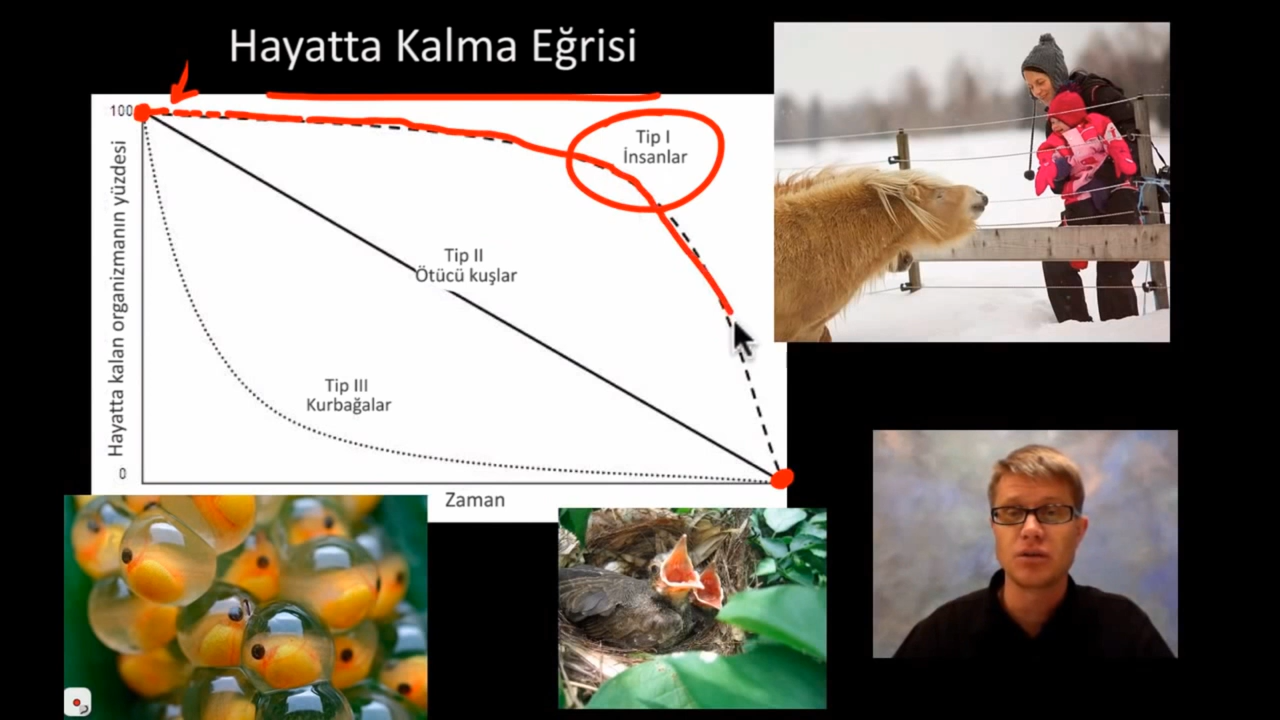 Hayatta Kalma Eğrisi
100
Hayatta kalan organizmanın yüzdesi
Tip I
İnsanlar
Tip II
Ötücü kuşlar
Tip III
Kurbağalar
0
Zaman